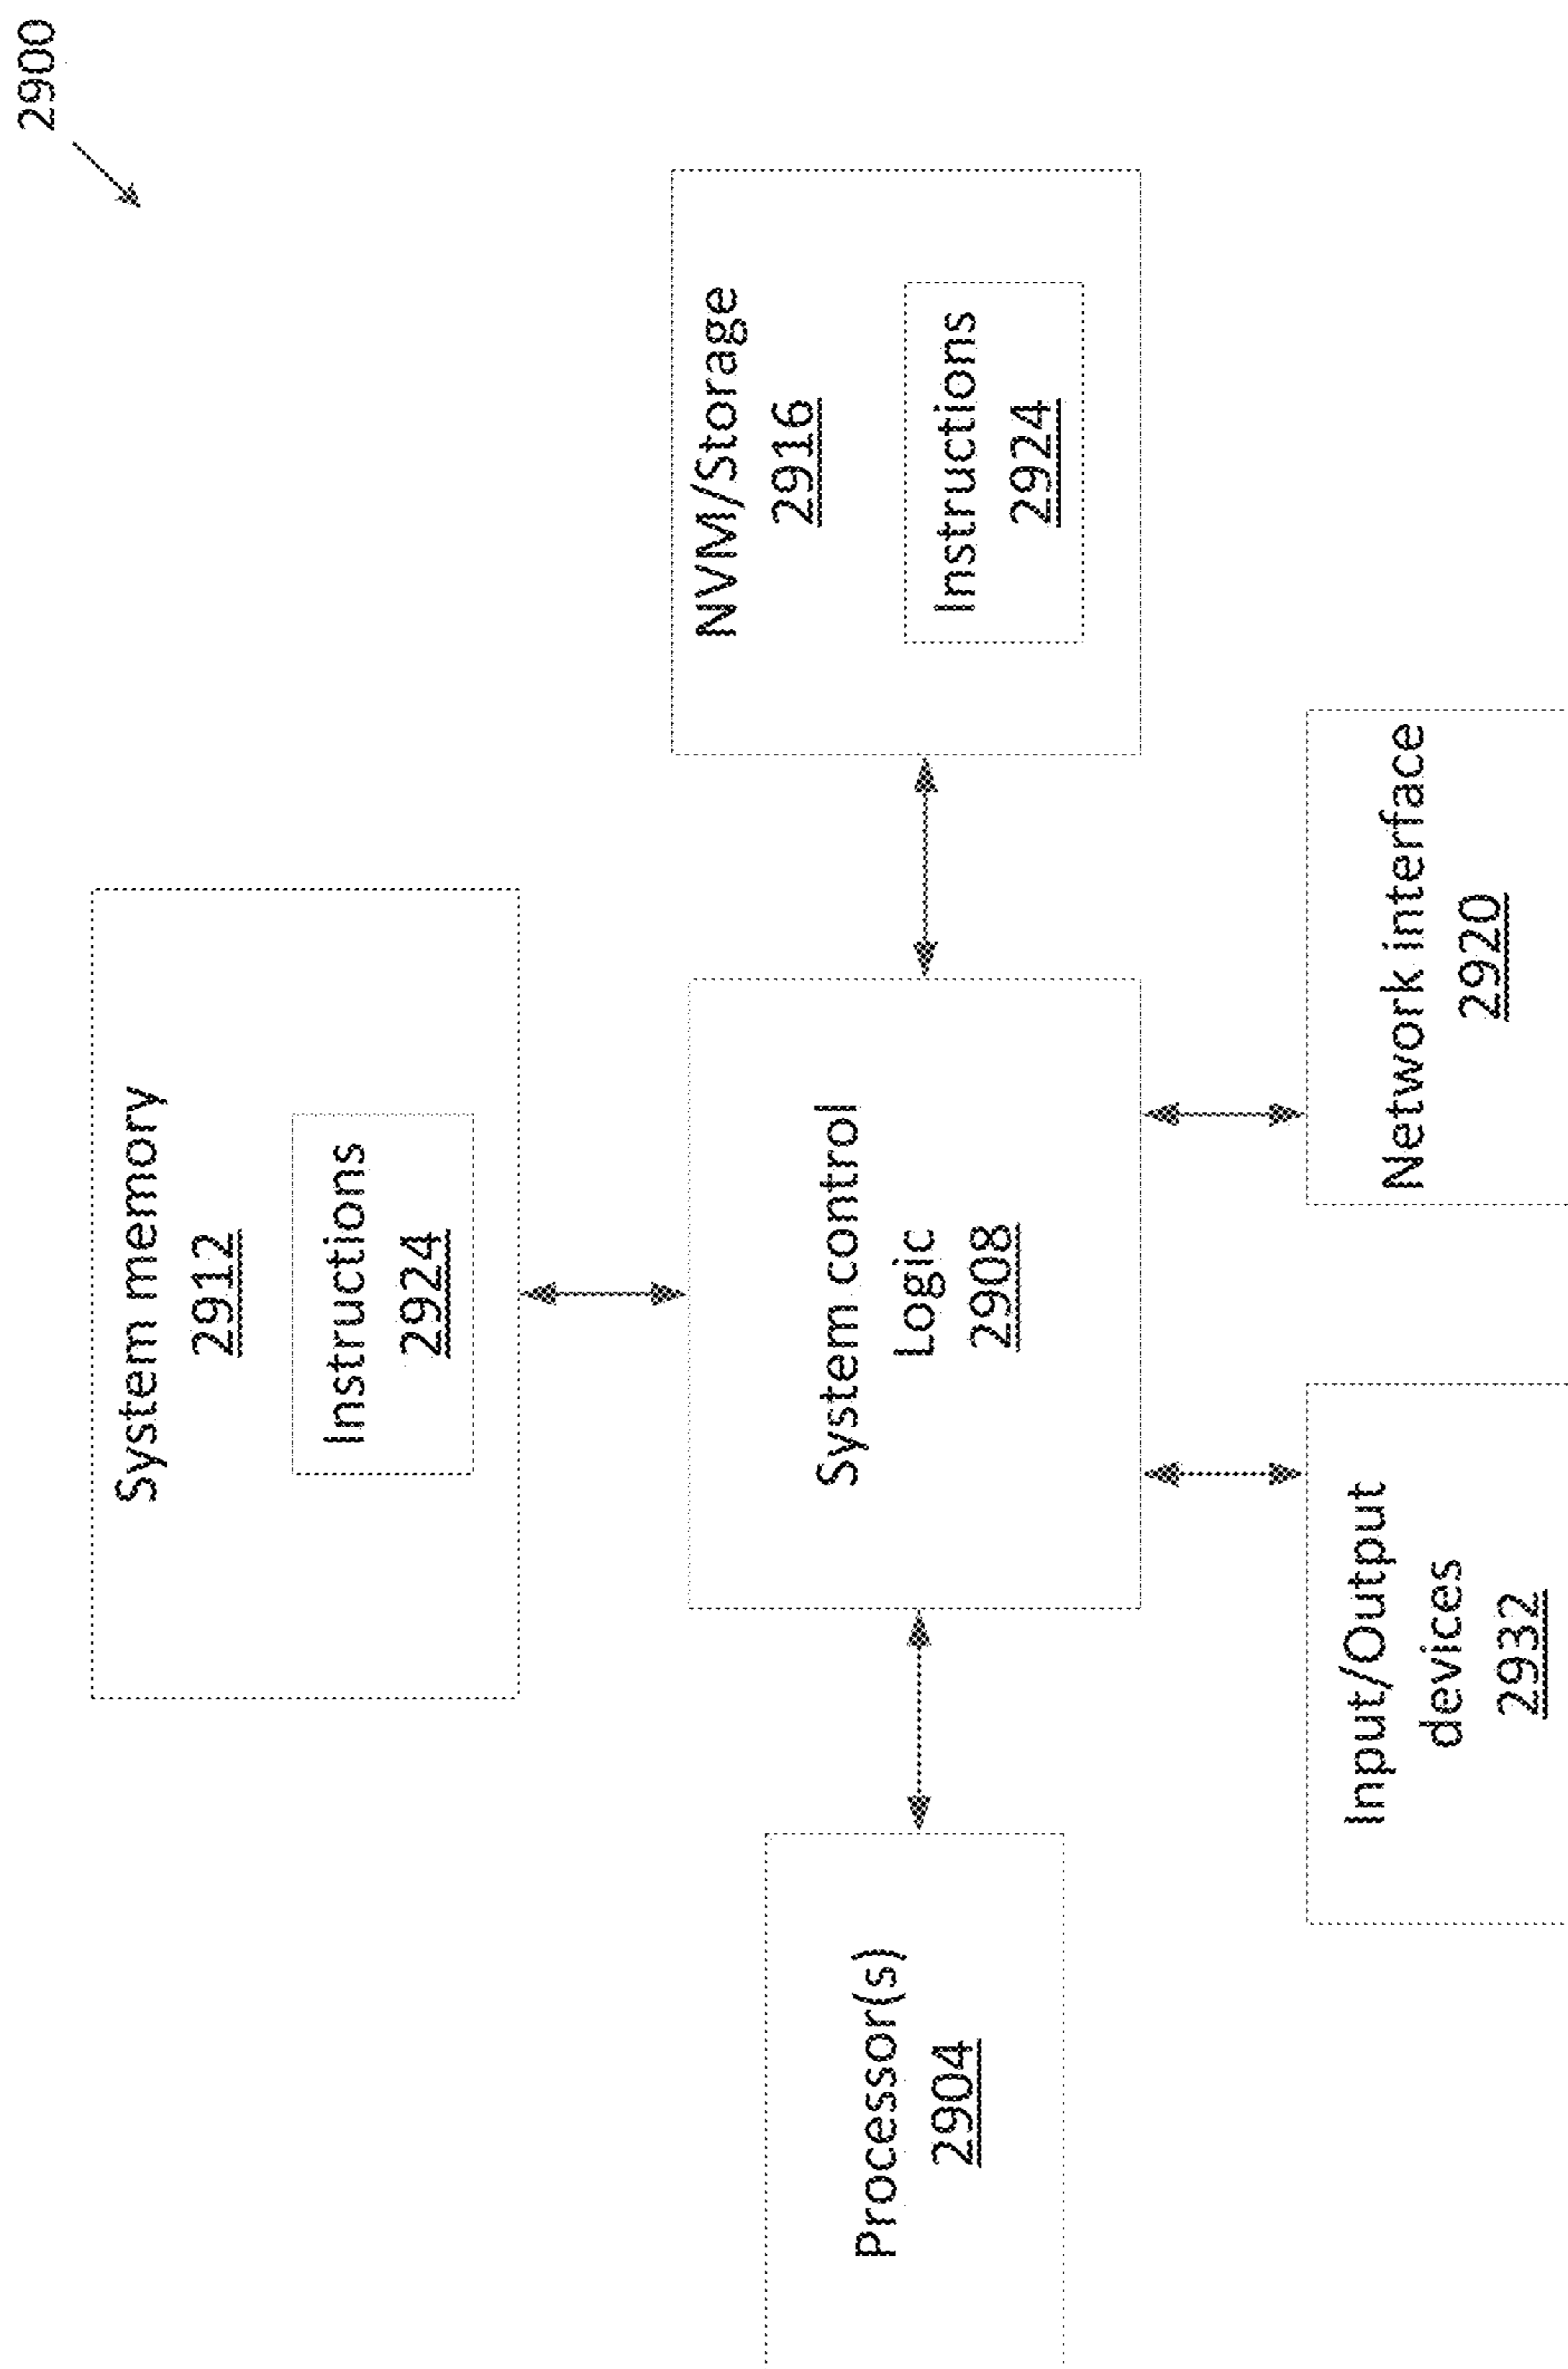 2900
System memory
2912
Instructions
2924
Processor(s)
2904
System control
Logic
2908
NVM/Storage
2916
Instructions
2924
Input/Output
devices
2932
Network interface
2920